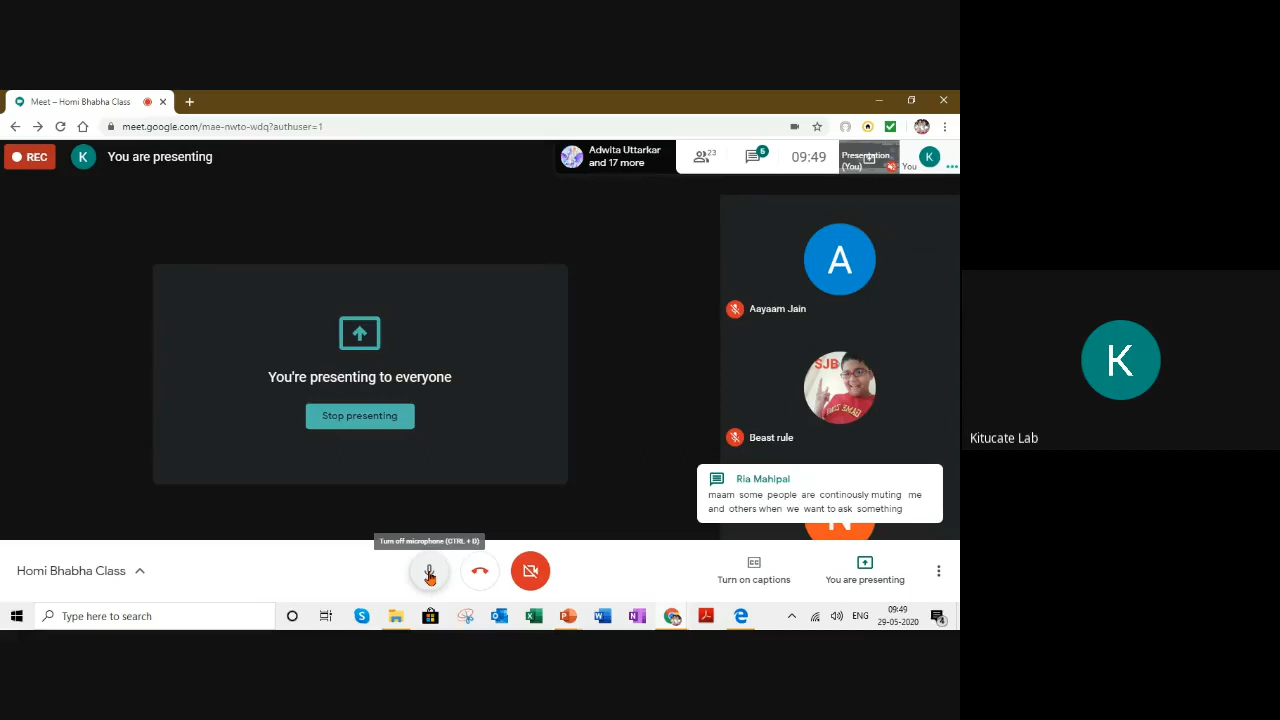 Meet – Homi Bhabha Class
meet.google.com/mae-nwto-wdq?authuser=1
REC
K
You are presenting
Adwita Uttarkar
and 17 more
23
5
09:49
Presentation
(You)
You
K
A
Aayaam Jain
You're presenting to everyone
Stop presenting
SJB
Beast rule
Ria Mahipal
maam some people are continously muting me
and others when we want to ask something
K
Kitucate Lab
Turn off microphone (CTRL + D)
Homi Bhabha Class
Turn on captions
You are presenting
Type here to search
ENG
09:49
29-05-2020
4